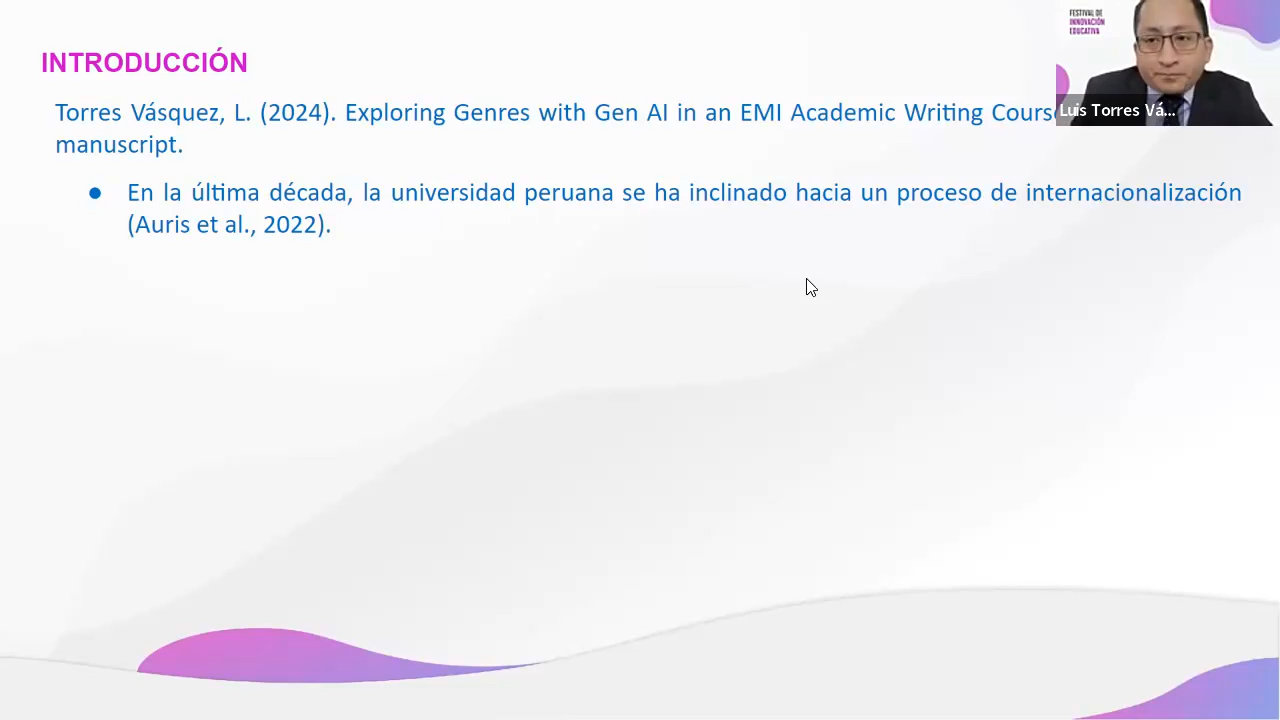 FESTIVAL DE
INNOVACIÓN
EDUCATIVA
INTRODUCCIÓN
Torres Vásquez, L. (2024). Exploring Genres with Gen AI in an EMI Academic Writing Course
manuscript.
Luis Torres Vá...
● En la última década, la universidad peruana se ha inclinado hacia un proceso de internacionalización
(Auris et al., 2022).